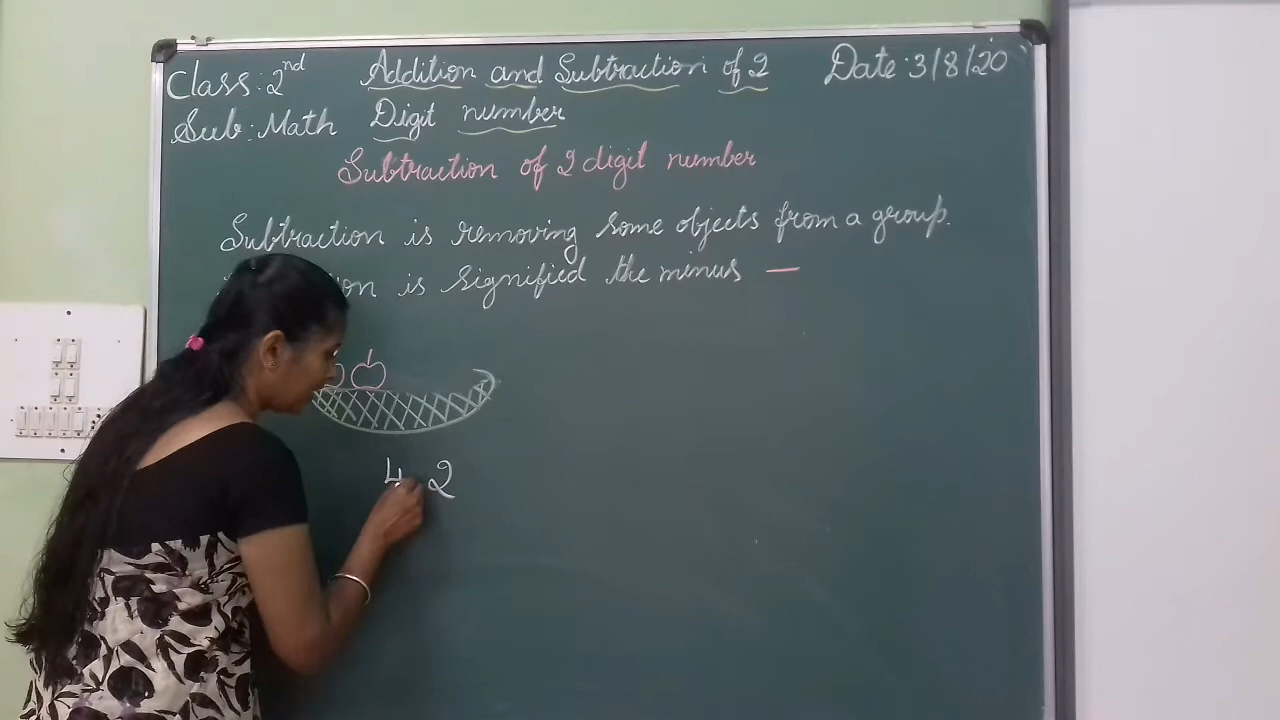 Class: 2nd Addition and Subtraction of 2 Date: 3/8/20
Sub: Math Digit number
Subtraction of 2 digit number
Subtraction is removing some objects from a group.
is signified the minus —
4 2